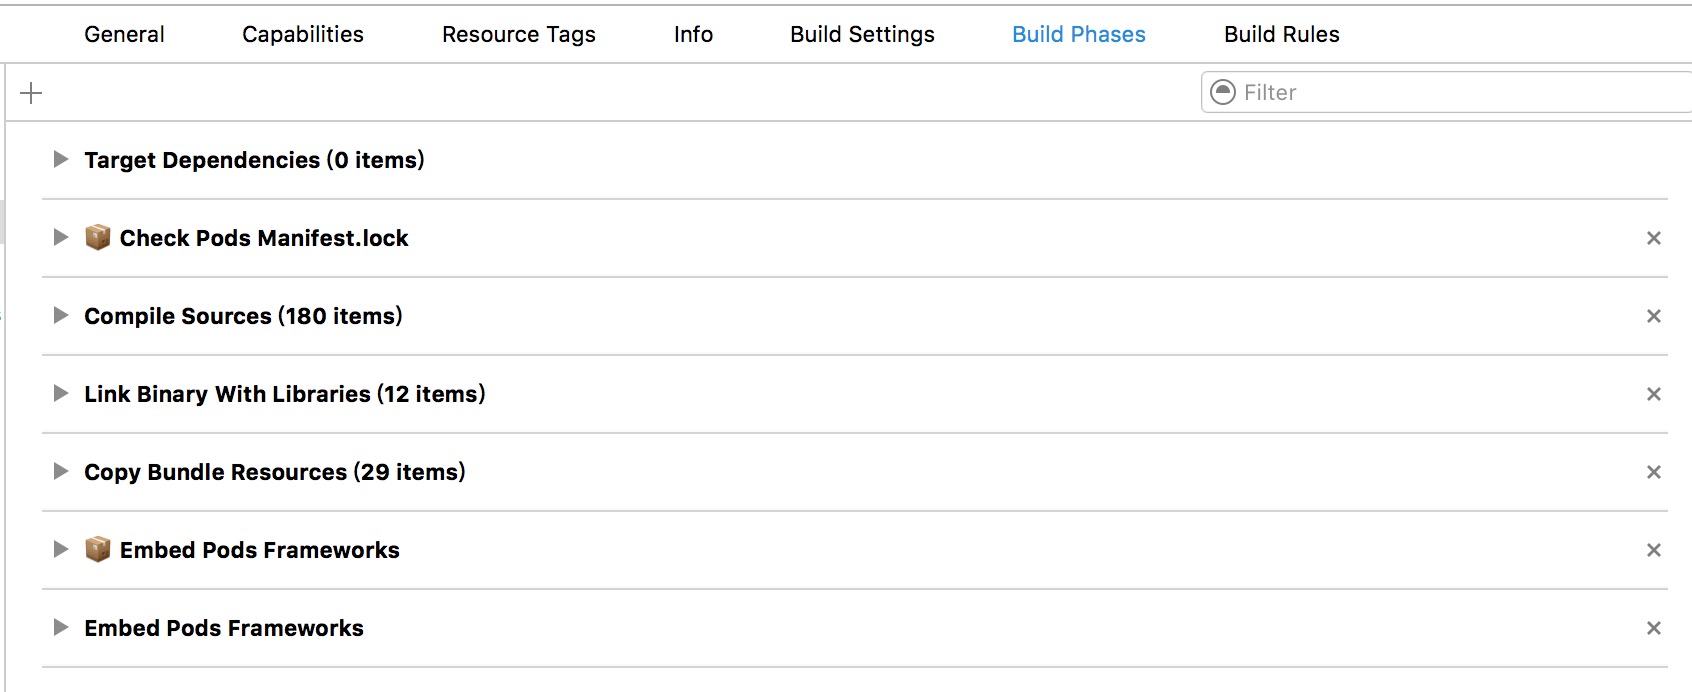 General Capabilities Resource Tags Info Build Settings Build Phases Build Rules
Filter
Target Dependencies (0 items)
Check Pods Manifest.lock
Compile Sources (180 items)
Link Binary With Libraries (12 items)
Copy Bundle Resources (29 items)
Embed Pods Frameworks
Embed Pods Frameworks